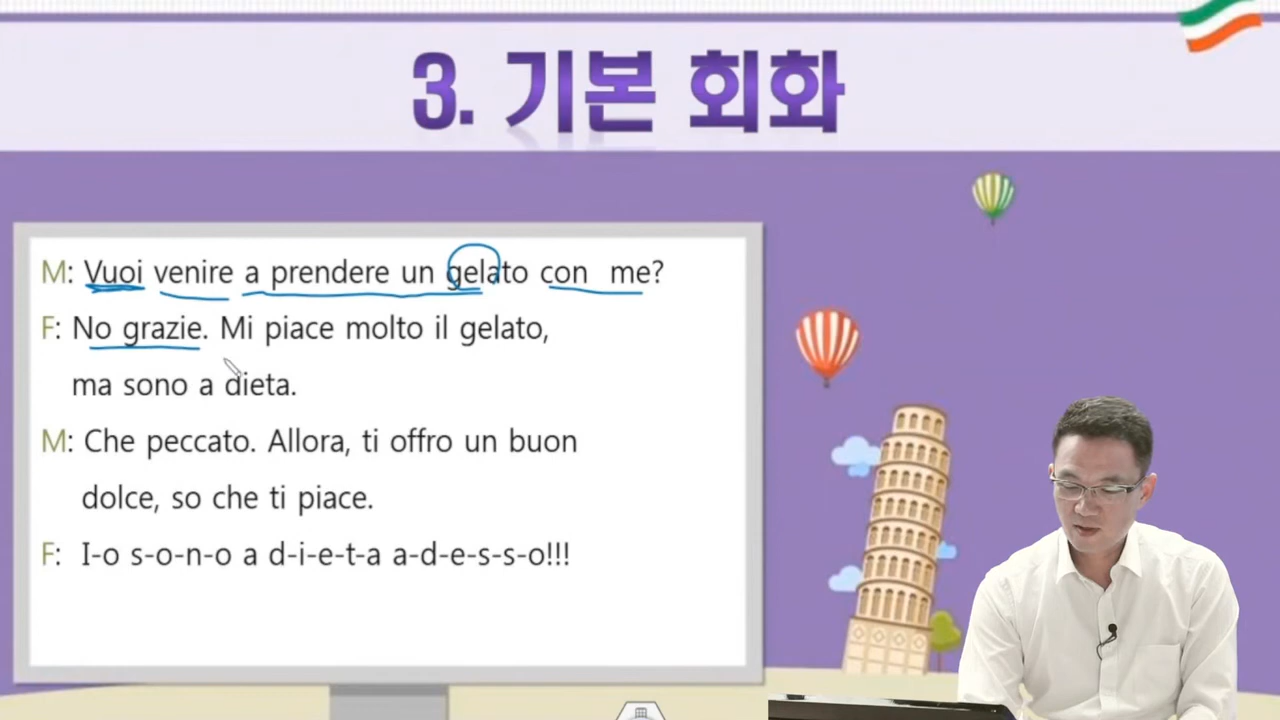 3. 기본 회화
M: Vuoi venire a prendere un gelato con me?
F: No grazie. Mi piace molto il gelato,
ma sono a dieta.
M: Che peccato. Allora, ti offro un buon
dolce, so che ti piace.
F: I-o s-o-n-o a d-i-e-t-a a-d-e-s-s-o!!!